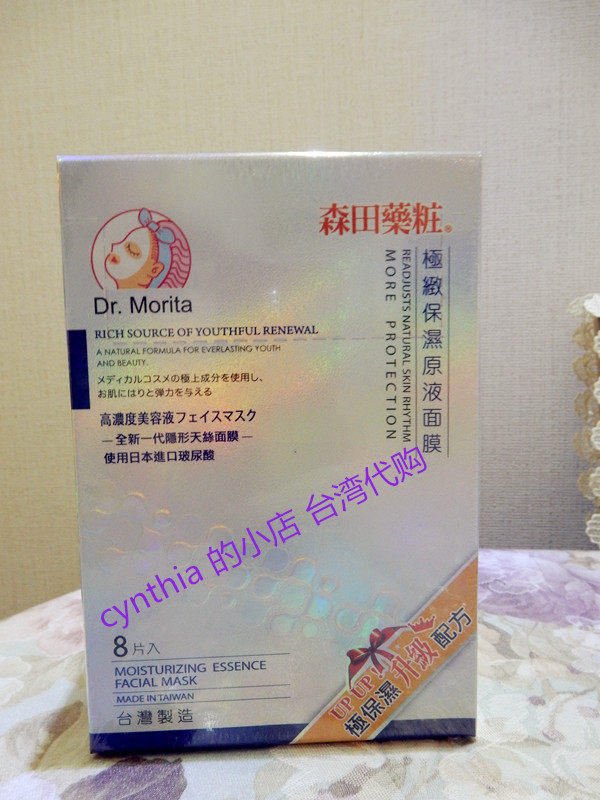 森田藥粧®
Dr. Morita
RICH SOURCE OF YOUTHFUL RENEWAL
A NATURAL FORMULA FOR EVERLASTING YOUTH
AND BEAUTY.
メディカルコスメの極上成分を使用し、
お肌にはりと弾力を与える
高濃度美容液フェイスマスク
—全新一代隱形天絲面膜—
使用日本進口玻尿酸
極緻保濕原液面膜
READJUSTS NATURAL SKIN RHYTHM
MORE PROTECTION
cynthia 的小店 台湾代购
8片入
MOISTURIZING ESSENCE
FACIAL MASK
MADE IN TAIWAN
台灣製造
UP UP! 升級配方
極保濕